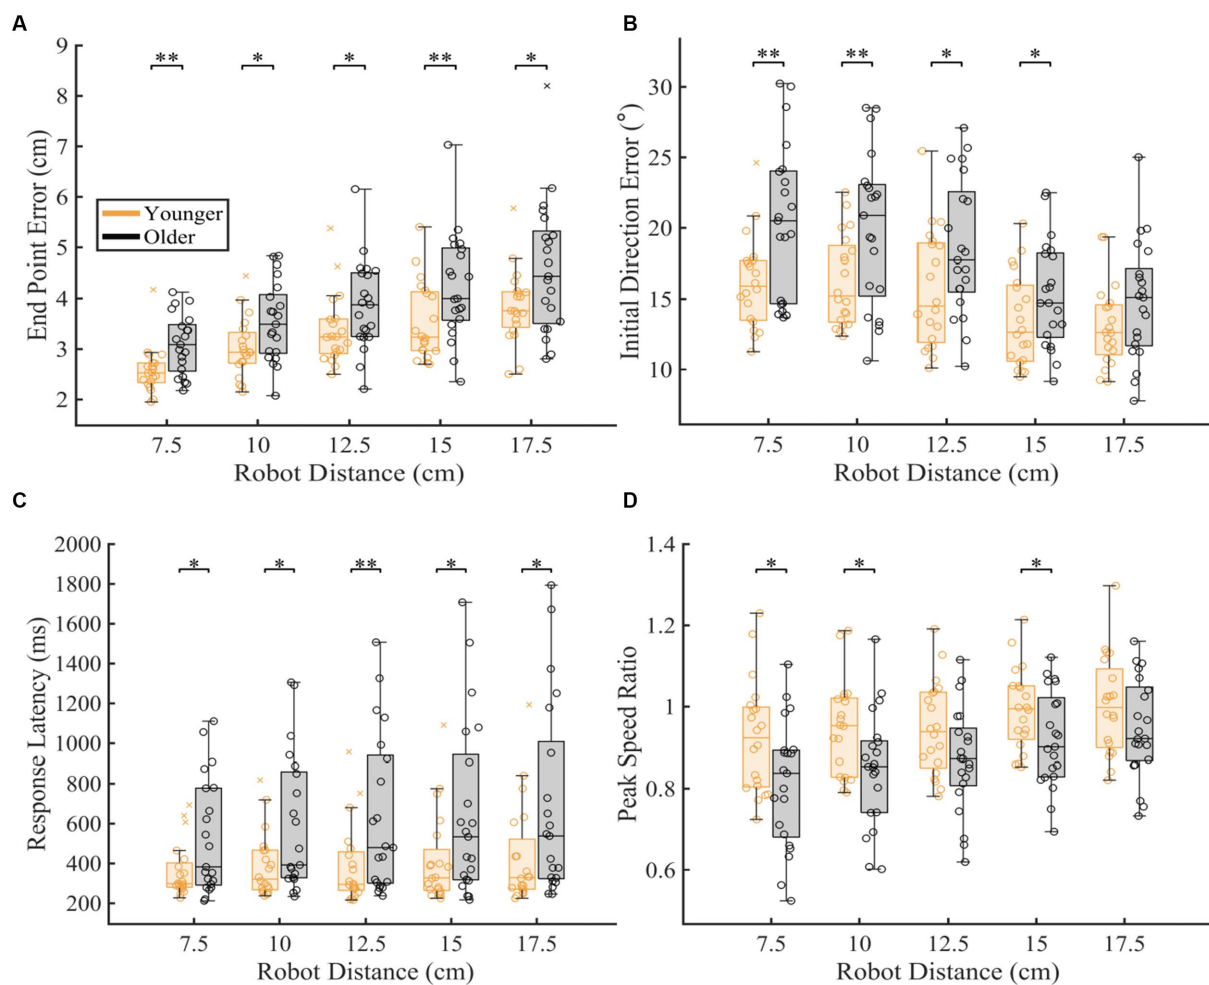 A
End Point Error (cm)
9
8
7
6
5
4
3
2
** * * ** *
Younger
Older
7.5 10 12.5 15 17.5
Robot Distance (cm)
B
Initial Direction Error (°)
30
25
20
15
10
** ** * *
7.5 10 12.5 15 17.5
Robot Distance (cm)
C
Response Latency (ms)
2000
1800
1600
1400
1200
1000
800
600
400
200
* * ** * *
7.5 10 12.5 15 17.5
Robot Distance (cm)
D
Peak Speed Ratio
1.4
1.2
1
0.8
0.6
* * *
7.5 10 12.5 15 17.5
Robot Distance (cm)